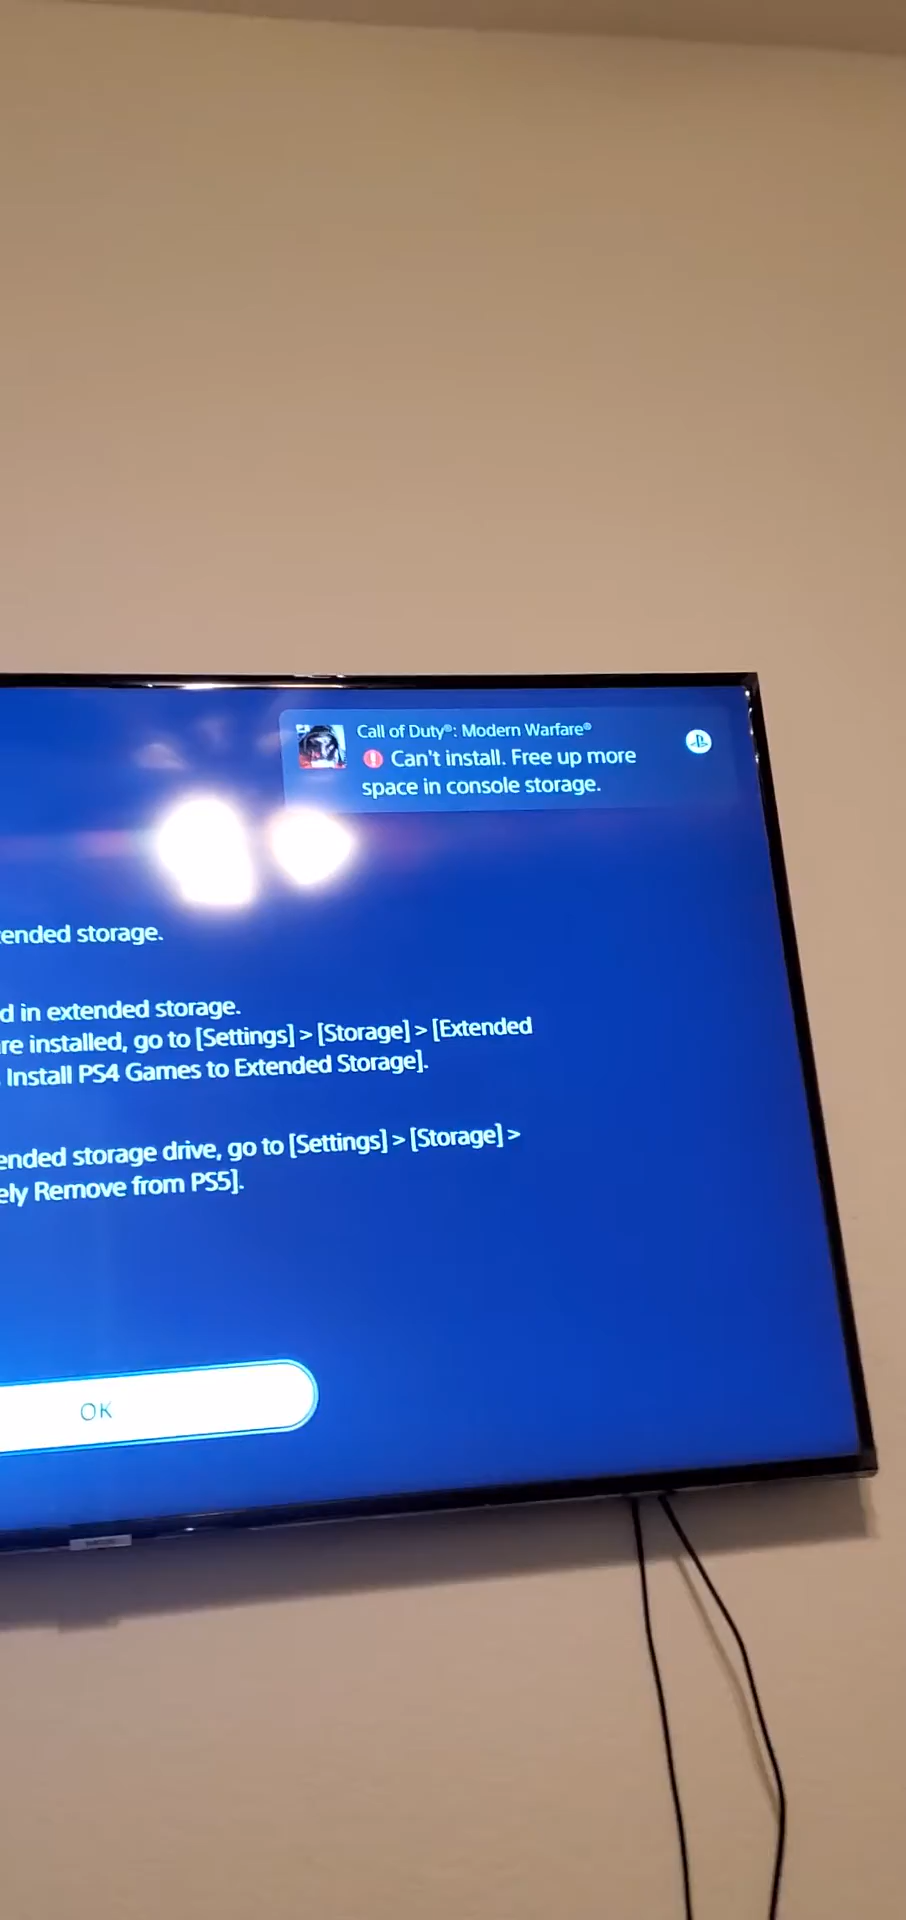 Call of Duty®: Modern Warfare®
Can't install. Free up more
space in console storage.
ended storage.
d in extended storage.
re installed, go to [Settings] > [Storage] > [Extended
Install PS4 Games to Extended Storage].
ended storage drive, go to [Settings] > [Storage] >
ely Remove from PS5].
OK